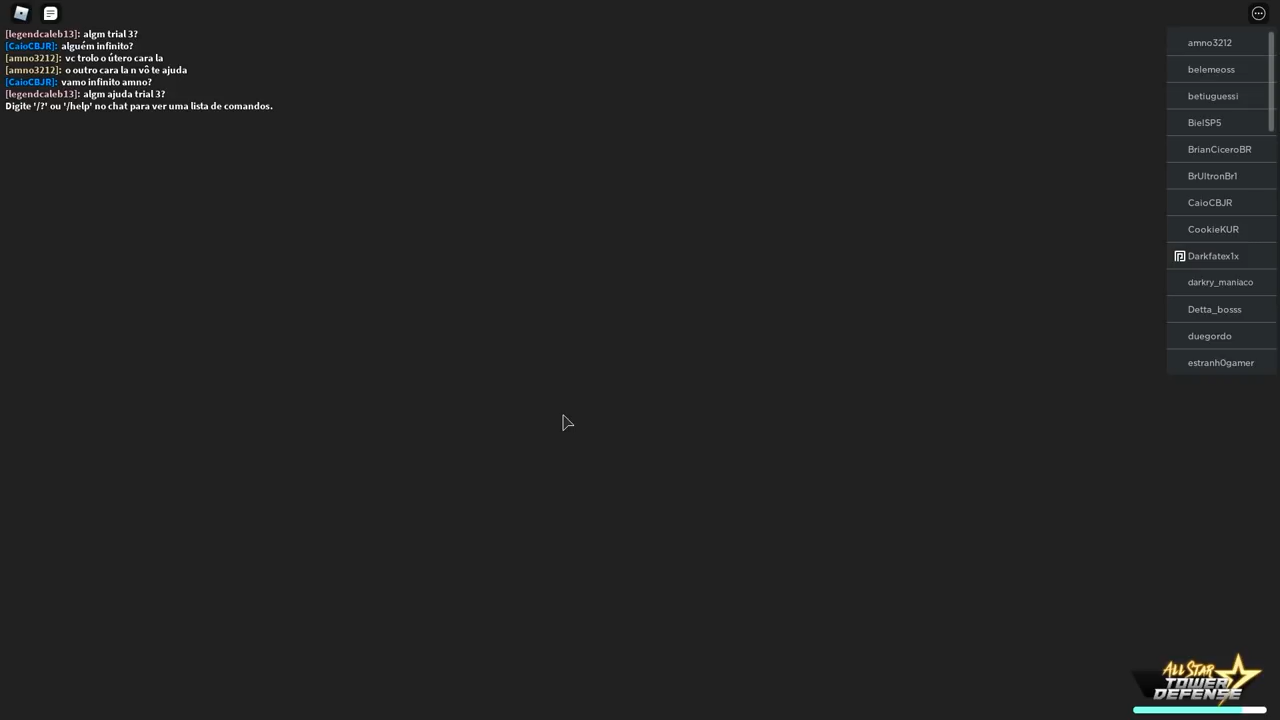 [legendcaleb13]: algm trial 3?
[CaioCBJR]: alguém infinito?
[amno3212]: vc trolo o útero cara la
[amno3212]: o outro cara la n vô te ajuda
[CaioCBJR]: vamo infinito amno?
[legendcaleb13]: algm ajuda trial 3?
Digite '/?' ou '/help' no chat para ver uma lista de comandos.
amno3212
belemeoss
betiuguessi
BielSP5
BrianCiceroBR
BrUltronBr1
CaioCBJR
CookieKUR
Darkfatex1x
darkry_maniaco
Detta_bosss
duegordo
estranh0gamer
ALL STAR
TOWER
DEFENSE